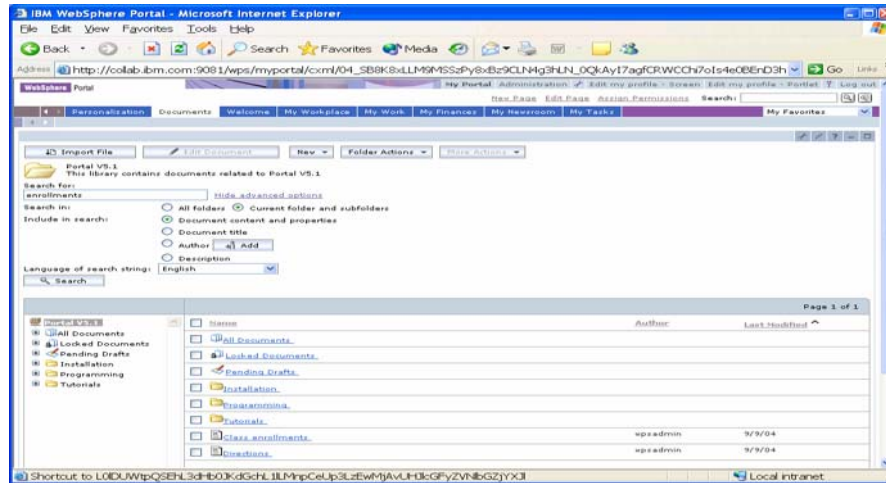 IBM WebSphere Portal - Microsoft Internet Explorer
File Edit View Favorites Tools Help
Back Search Favorites Media
Address http://colab.ibm.com:9081/wps/myportal/cxml/ Go Links
WebSphere Portal My Portal Administration Edit my profile - Screen Edit my profile - Portlet ? Log out
New Page Edit Page Assign Permissions Search:
Personalization Documents Welcome My Workplace My Work My Finances My Newsroom My Tasks My Favorites
Import File Edit Document New Folder Actions More Actions
Portal V5.1
This library contains documents related to Portal V5.1
Search for:
enrollments Hide advanced options
Search in: All folders Current folder and subfolders
Include in search: Document content and properties
Document title
Author Add
Description
Language of search string: English
Search
Page 1 of 1
Portal V5.1
All Documents
Locked Documents
Pending Drafts
Installation
Programming
Tutorials
Name Author Last Modified
All Documents
Locked Documents
Pending Drafts
Installation
Programming
Tutorials
Class enrollments wpsadmin 9/9/04
Directions wpsadmin 9/9/04
Shortcut to Local intranet